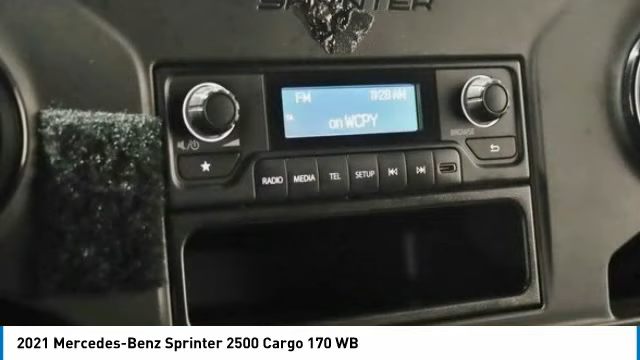 SPRINTER
FM 11:28 AM
on WCPY
BROWSE
RADIO MEDIA TEL SETUP
2021 Mercedes-Benz Sprinter 2500 Cargo 170 WB